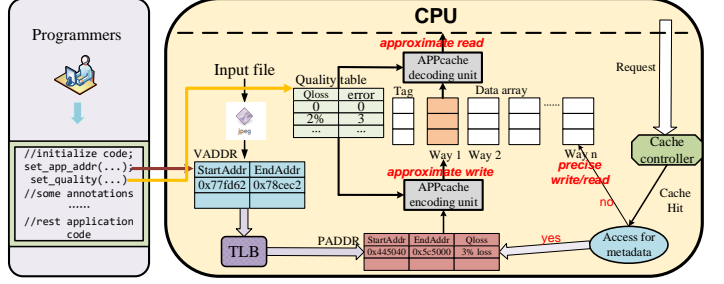 Programmers
//initialize code;
set_app_addr(...);
set_quality(...)
//some annotations
······
//rest application
code
CPU
approximate read
APPcache
decoding unit
Input file
jpeg
Quality table
Qloss error
0 0
2% 3
... ...
Tag
Data array
······
Way 1 Way 2 Way n
Request
Cache
controller
Cache
Hit
precise
write/read
no
VADDR
StartAddr EndAddr
0x77fd62 0x78cec2
approximate write
APPcache
encoding unit
TLB
PADDR
StartAddr EndAddr Qloss
0x445040 0x5c5000 3% loss
yes
Access for
metadata